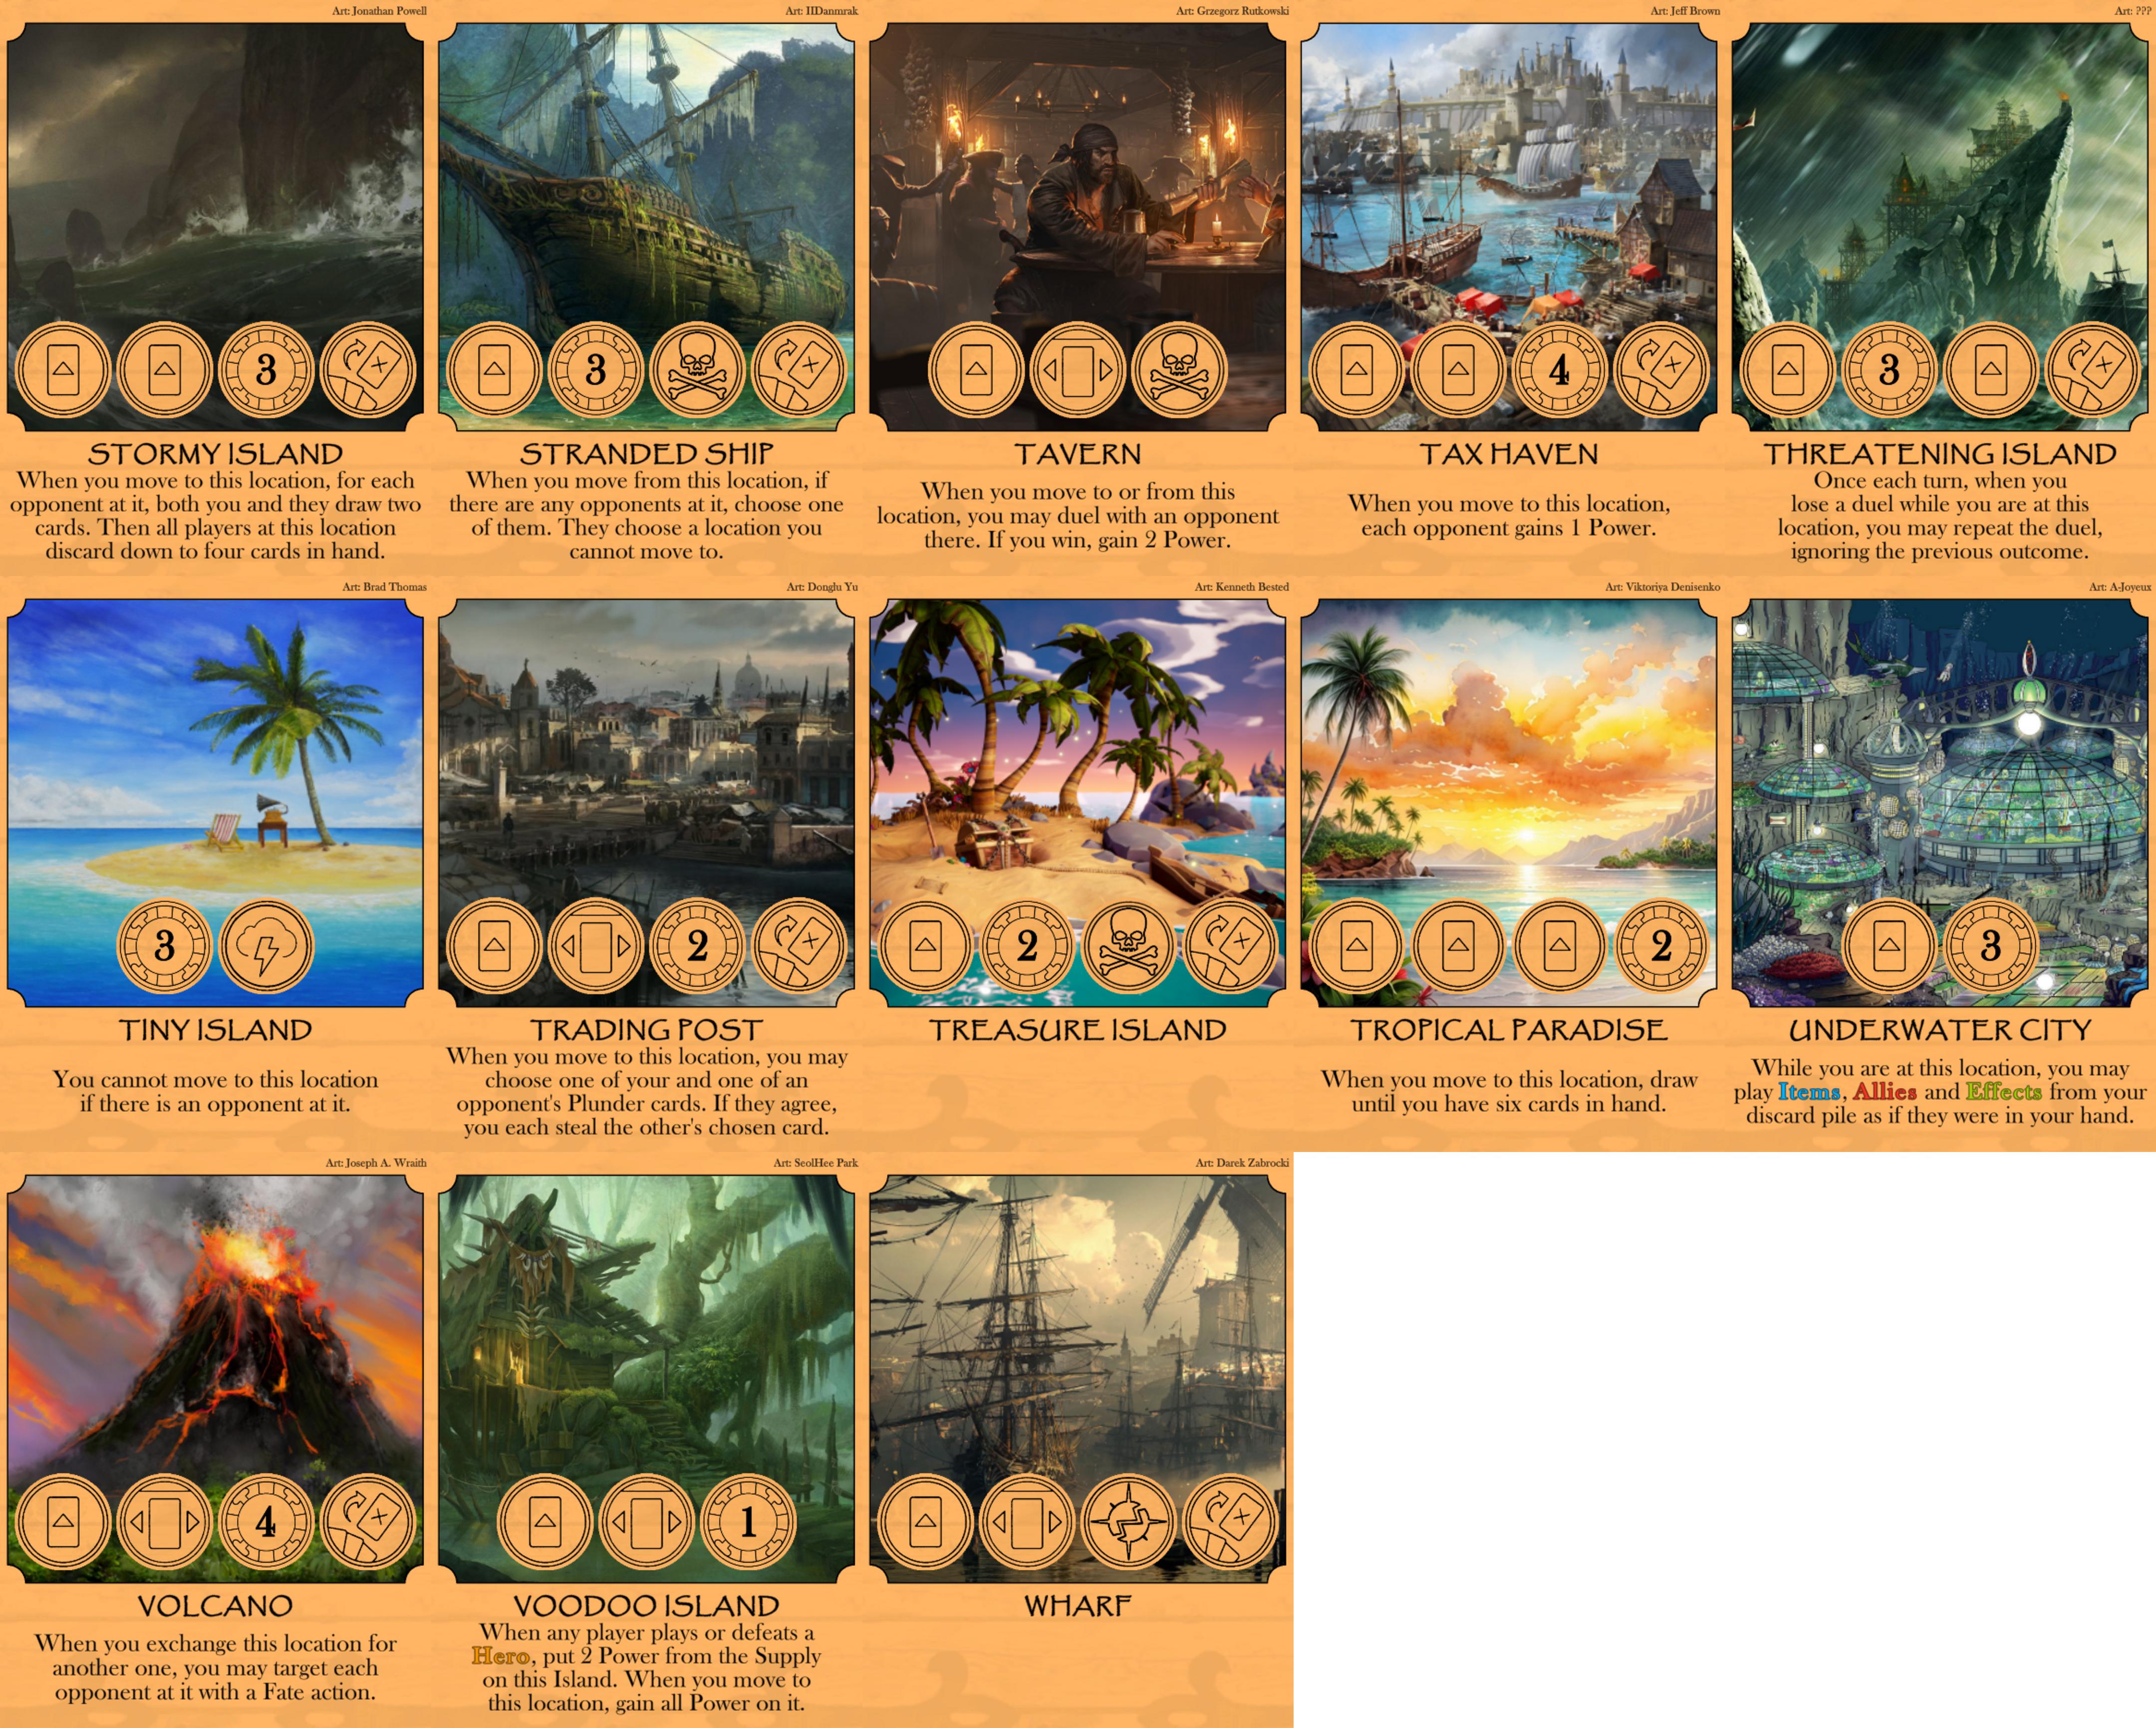 Art: Jonathan Powell
3
STORMY ISLAND
When you move to this location, for each
opponent at it, both you and they draw two
cards. Then all players at this location
discard down to four cards in hand.
Art: IIDanmrak
3
STRANDED SHIP
When you move from this location, if
there are any opponents at it, choose one
of them. They choose a location you
cannot move to.
Art: Grzegorz Rutkowski
TAVERN
When you move to or from this
location, you may duel with an opponent
there. If you win, gain 2 Power.
Art: Jeff Brown
4
TAX HAVEN
When you move to this location,
each opponent gains 1 Power.
Art: ???
3
THREATENING ISLAND
Once each turn, when you
lose a duel while you are at this
location, you may repeat the duel,
ignoring the previous outcome.
Art: Brad Thomas
3
TINY ISLAND
You cannot move to this location
if there is an opponent at it.
Art: Donglu Yu
2
TRADING POST
When you move to this location, you may
choose one of your and one of an
opponent's Plunder cards. If they agree,
you each steal the other's chosen card.
Art: Kenneth Bested
2
TREASURE ISLAND
Art: Viktoriya Denisenko
2
TROPICAL PARADISE
When you move to this location, draw
until you have six cards in hand.
Art: A-Joyeux
3
UNDERWATER CITY
While you are at this location, you may
play Items, Allies and Effects from your
discard pile as if they were in your hand.
Art: Joseph A. Wraith
4
VOLCANO
When you exchange this location for
another one, you may target each
opponent at it with a Fate action.
Art: SeolHee Park
1
VOODOO ISLAND
When any player plays or defeats a
Hero, put 2 Power from the Supply
on this Island. When you move to
this location, gain all Power on it.
Art: Darek Zabrocki
WHARF